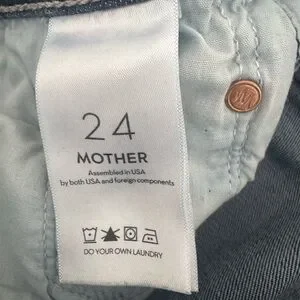 24
MOTHER
Assembled in USA
by both USA and foreign components
DO YOUR OWN LAUNDRY
M